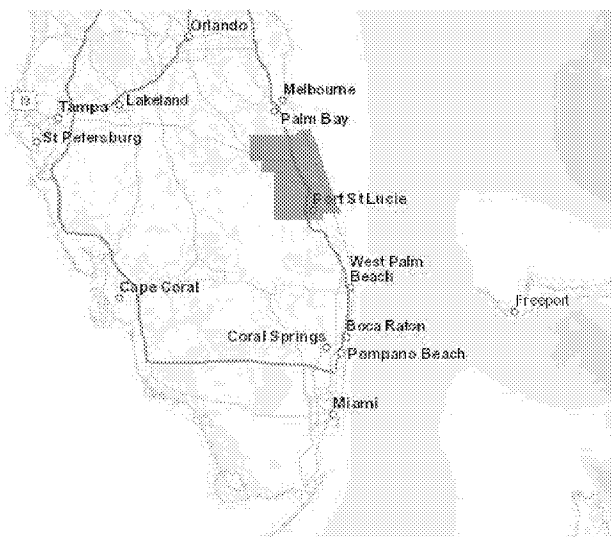 Orlando
Melbourne
Lakeland
Tampa
Palm Bay
St Petersburg
Port St Lucie
West Palm
Beach
Cape Coral
Freeport
Boca Raton
Coral Springs
Pompano Beach
Miami